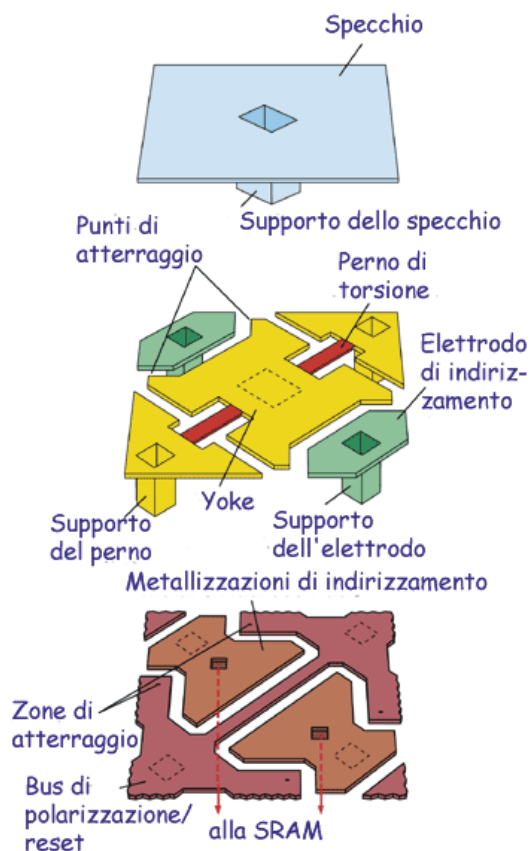 Specchio
Supporto dello specchio
Punti di
atterraggio
Perno di
torsione
Elettrodo
di indiriz-
zamento
Yoke
Supporto
del perno
Supporto
dell'elettrodo
Metallizzazioni di indirizzamento
Zone di
atterraggio
Bus di
polarizzazione/
reset
alla SRAM